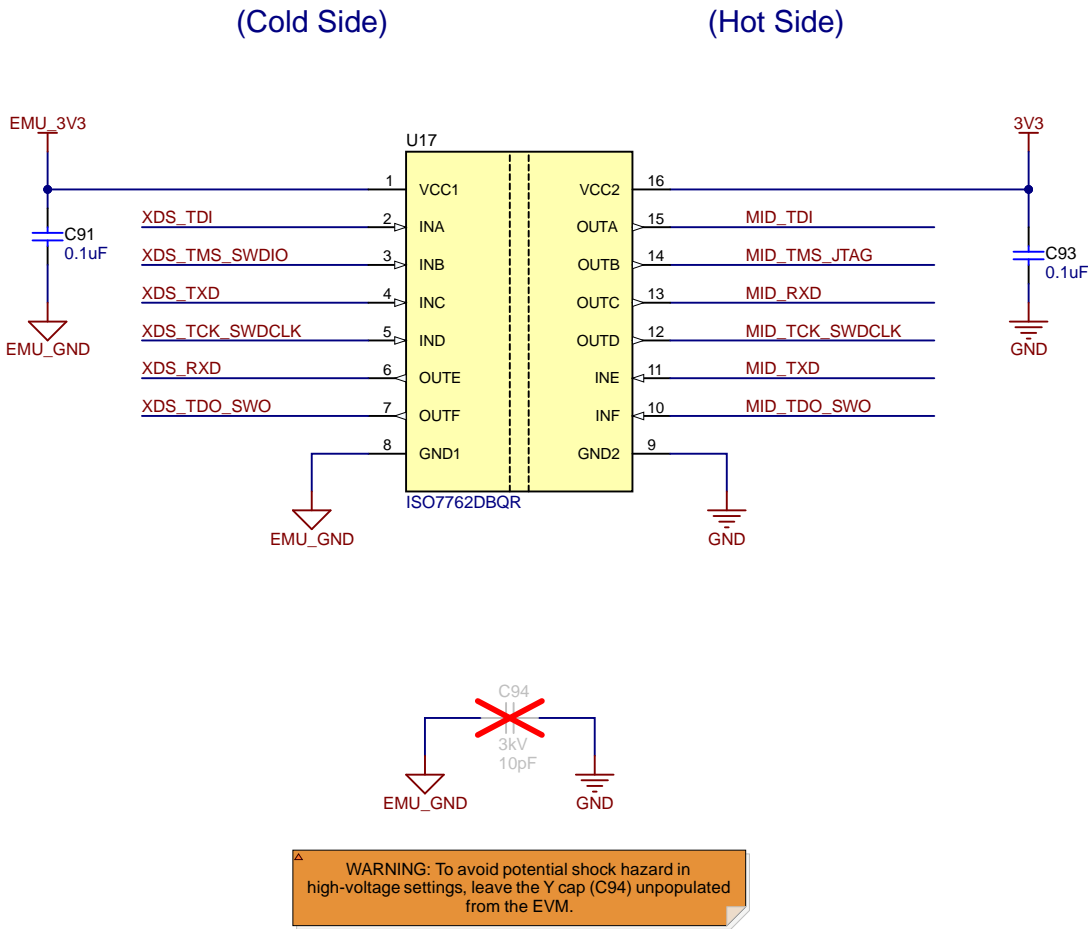 (Cold Side)
(Hot Side)
EMU_3V3
3V3
U17
1
VCC1
VCC2
16
XDS_TDI
2
INA
OUTA
15
MID_TDI
C91
0.1uF
XDS_TMS_SWDIO
3
INB
OUTB
14
MID_TMS_JTAG
C93
0.1uF
XDS_TXD
4
INC
OUTC
13
MID_RXD
XDS_TCK_SWDCLK
5
IND
OUTD
12
MID_TCK_SWDCLK
EMU_GND
GND
XDS_RXD
6
OUTE
INE
11
MID_TXD
XDS_TDO_SWO
7
OUTF
INF
10
MID_TDO_SWO
8
GND1
GND2
9
ISO7762DBQR
EMU_GND
GND
C94
3kV
10pF
EMU_GND
GND
WARNING: To avoid potential shock hazard in
high-voltage settings, leave the Y cap (C94) unpopulated
from the EVM.